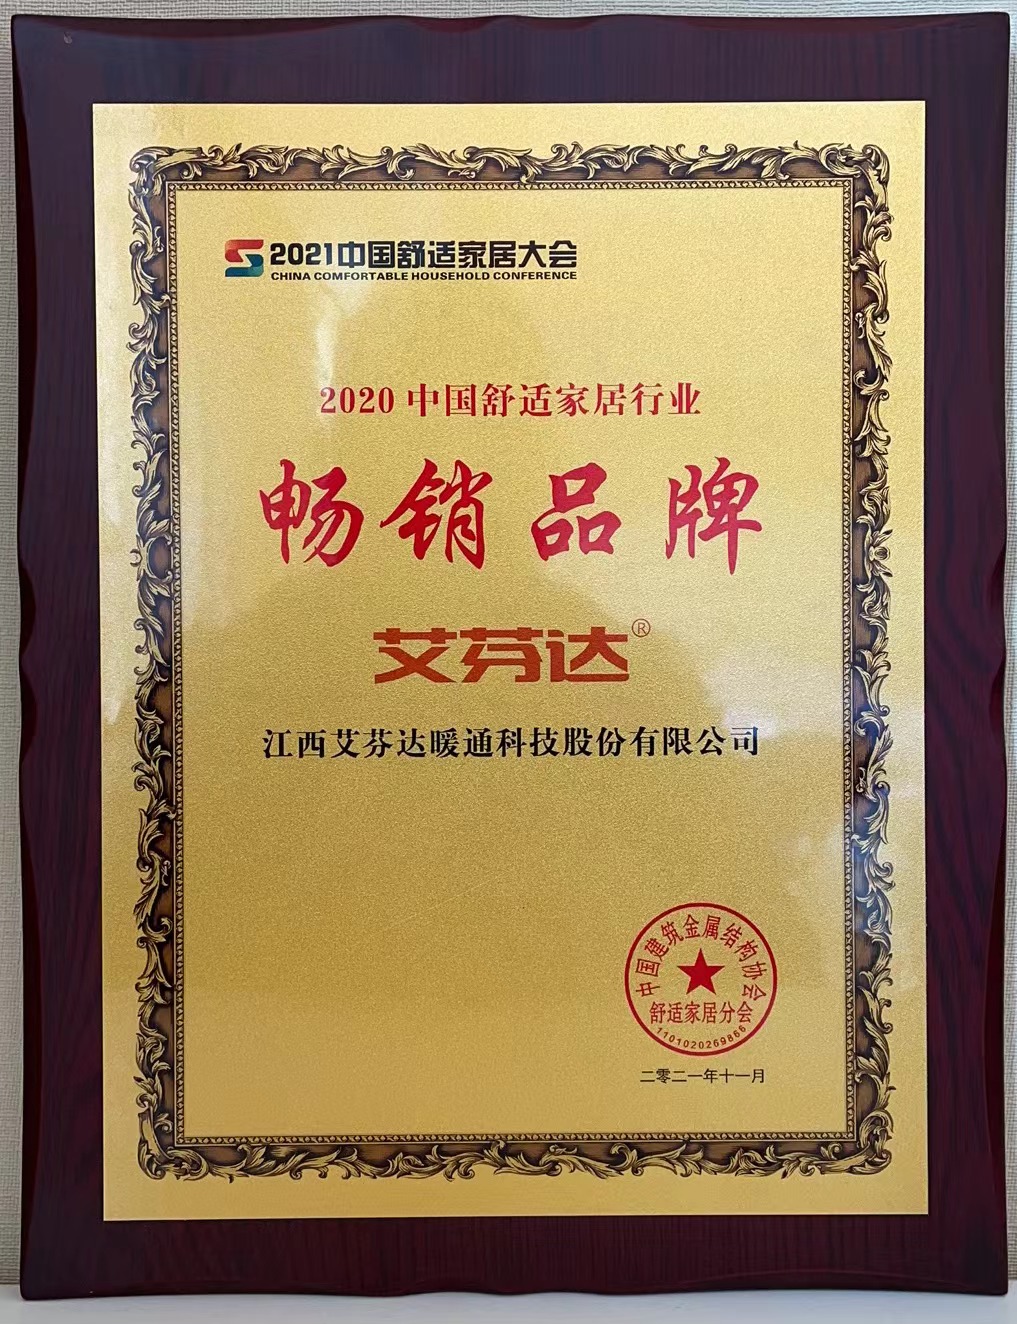 2021中国舒适家居大会
CHINA COMFORTABLE HOUSEHOLD CONFERENCE
2020 中国舒适家居行业
畅销品牌
艾芬达®
江西艾芬达暖通科技股份有限公司
中国建筑金属结构协会
舒适家居分会
1101020269866
二零二一年十一月